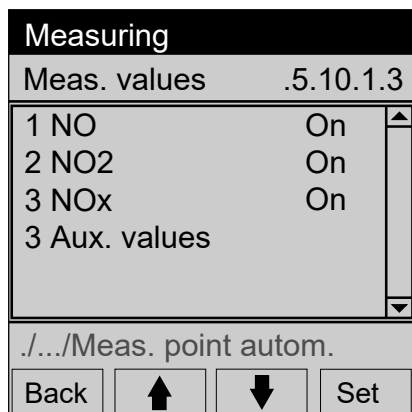 Measuring
Meas. values .5.10.1.3
1 NO On
2 NO2 On
3 NOx On
3 Aux. values
./.../Meas. point autom.
Back Set